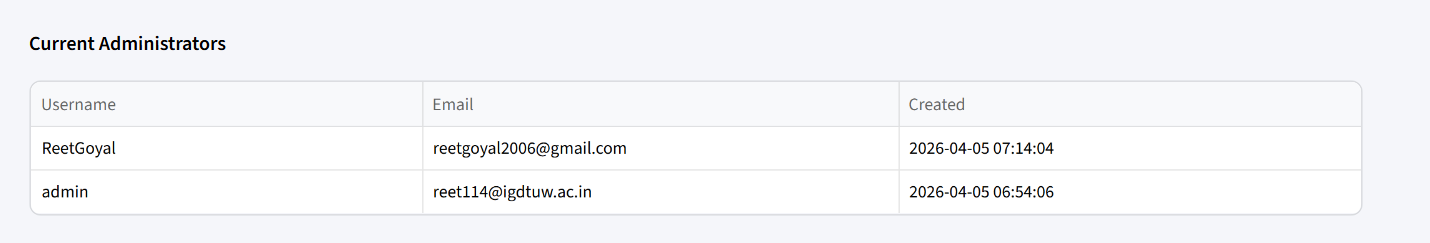 Current Administrators
Username Email Created
ReetGoyal reetgoyal2006@gmail.com 2026-04-05 07:14:04
admin reet114@igdtuw.ac.in 2026-04-05 06:54:06